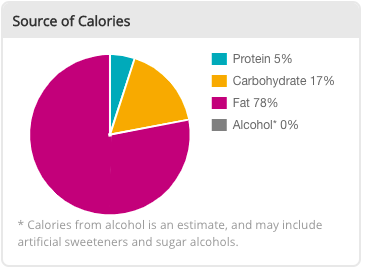 Source of Calories
Protein 5%
Carbohydrate 17%
Fat 78%
Alcohol* 0%
* Calories from alcohol is an estimate, and may include
artificial sweeteners and sugar alcohols.